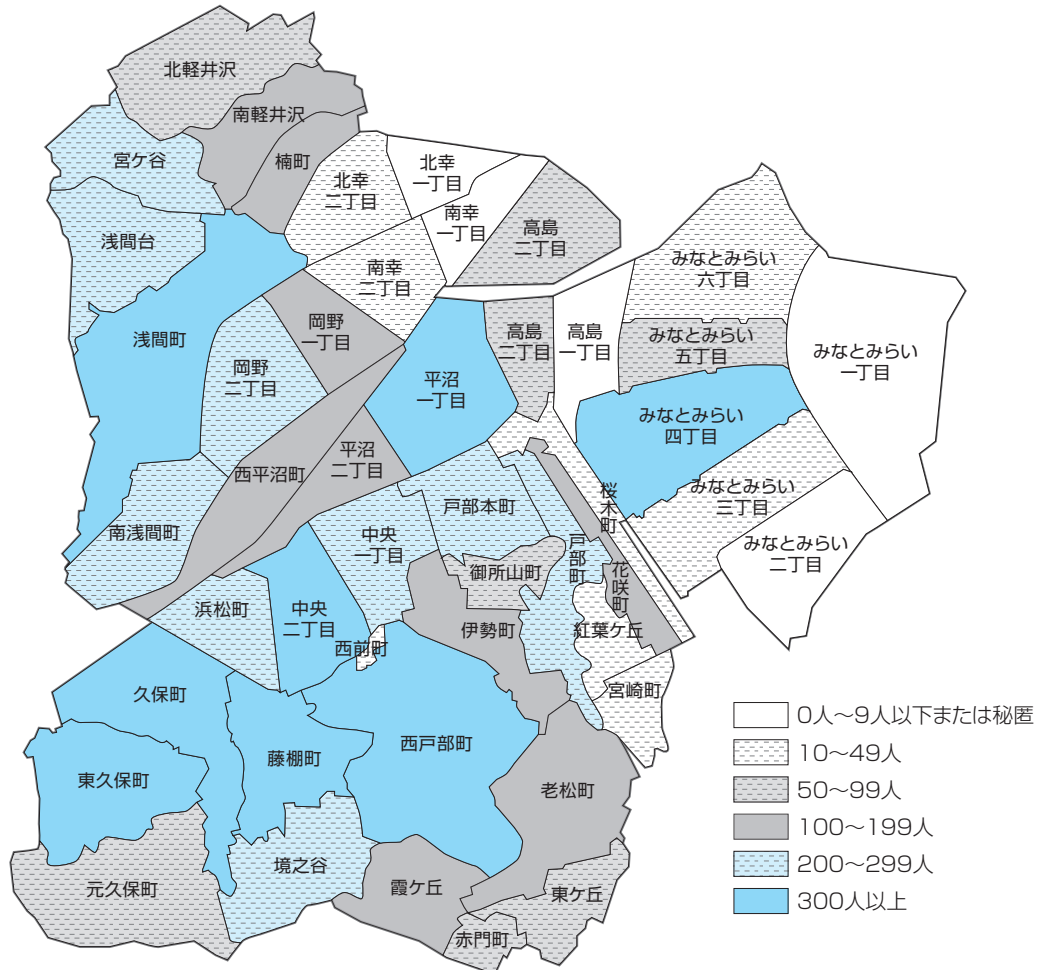 北軽井沢
南軽井沢
楠町
宮ケ谷
浅間台
北幸
一丁目
北幸
二丁目
南幸
一丁目
高島
二丁目
南幸
二丁目
みなとみらい
六丁目
浅間町
岡野
一丁目
岡野
二丁目
平沼
一丁目
高島
二丁目
高島
一丁目
みなとみらい
五丁目
みなとみらい
一丁目
みなとみらい
四丁目
西平沼町
平沼
二丁目
みなとみらい
三丁目
みなとみらい
二丁目
南浅間町
中央
一丁目
戸部本町
桜木町
戸部町
花咲町
御所山町
浜松町
中央
二丁目
西前町
伊勢町
紅葉ケ丘
宮崎町
久保町
東久保町
藤棚町
西戸部町
老松町
元久保町
境之谷
霞ケ丘
東ケ丘
赤門町
0人～9人以下または秘匿
10～49人
50～99人
100～199人
200～299人
300人以上